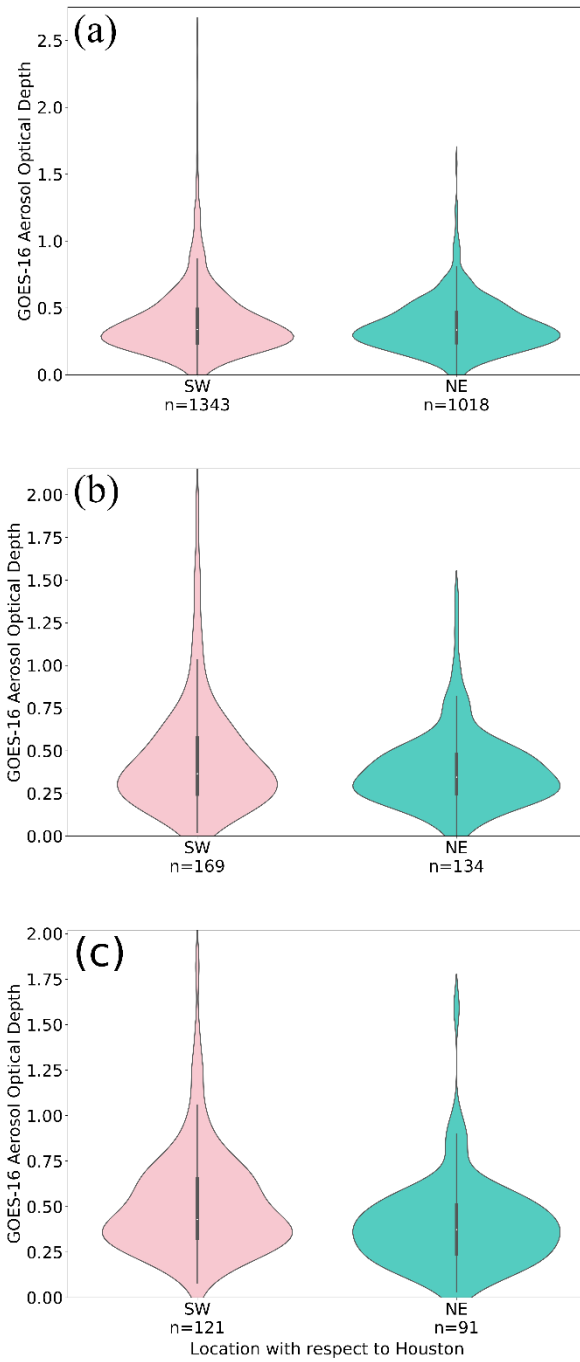 (a)
GOES-16 Aerosol Optical Depth
2.5
2.0
1.5
1.0
0.5
0.0
SW NE
n=1343 n=1018
(b)
GOES-16 Aerosol Optical Depth
2.00
1.75
1.50
1.25
1.00
0.75
0.50
0.25
0.00
SW NE
n=169 n=134
(c)
GOES-16 Aerosol Optical Depth
2.00
1.75
1.50
1.25
1.00
0.75
0.50
0.25
0.00
SW NE
n=121 n=91
Location with respect to Houston